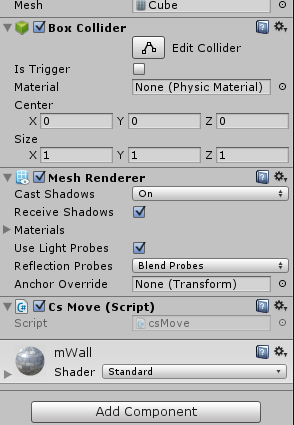 Mesh Cube
Box Collider
Edit Collider
Is Trigger
Material None (Physic Material)
Center
X 0 Y 0 Z 0
Size
X 1 Y 1 Z 1
Mesh Renderer
Cast Shadows On
Receive Shadows
Materials
Use Light Probes
Reflection Probes Blend Probes
Anchor Override None (Transform)
Cs Move (Script)
Script csMove
mWall
Shader Standard
Add Component